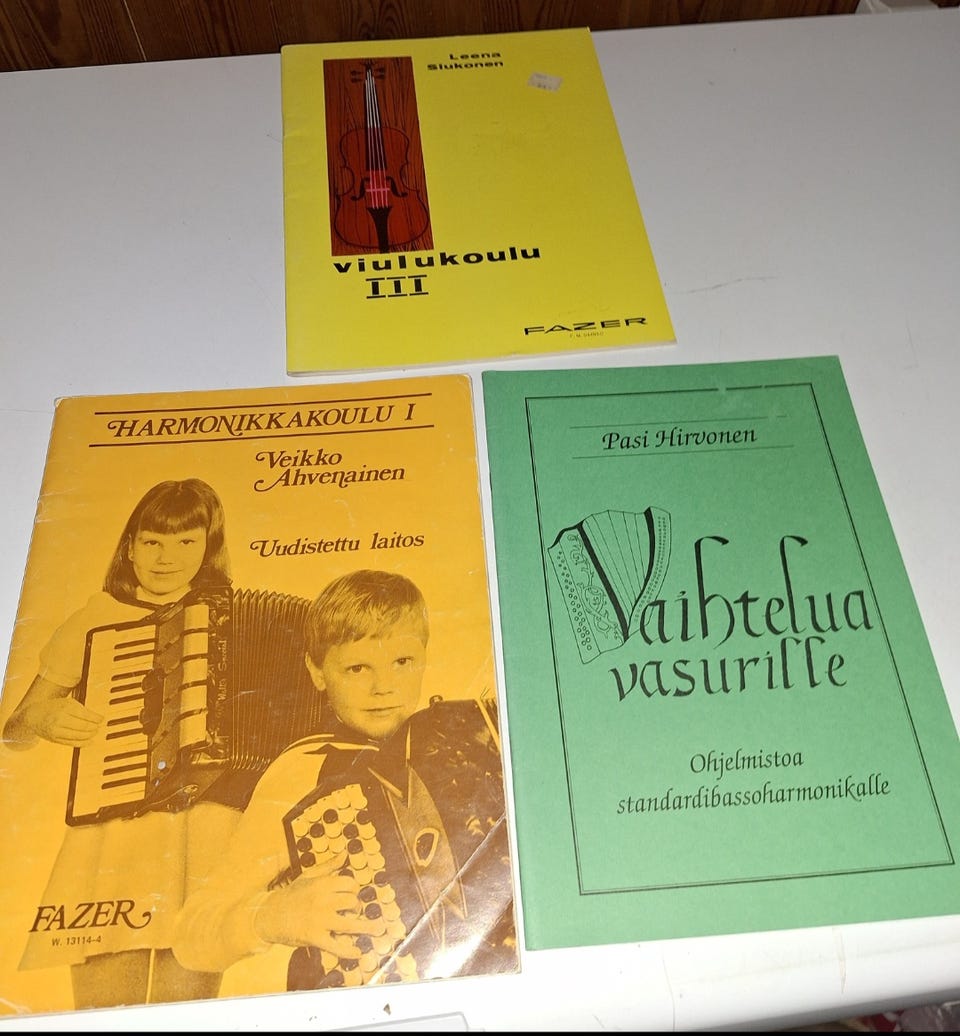 Leena
Siukonen
viulukoulu
III
FAZER
HARMONIKKAKOULU I
Veikko
Ahvenainen
Uudistettu laitos
FAZER
W. 13114-4
Pasi Hirvonen
Vaihtelua
vasurille
Ohjelmistoa
standardibassoharmonikalle